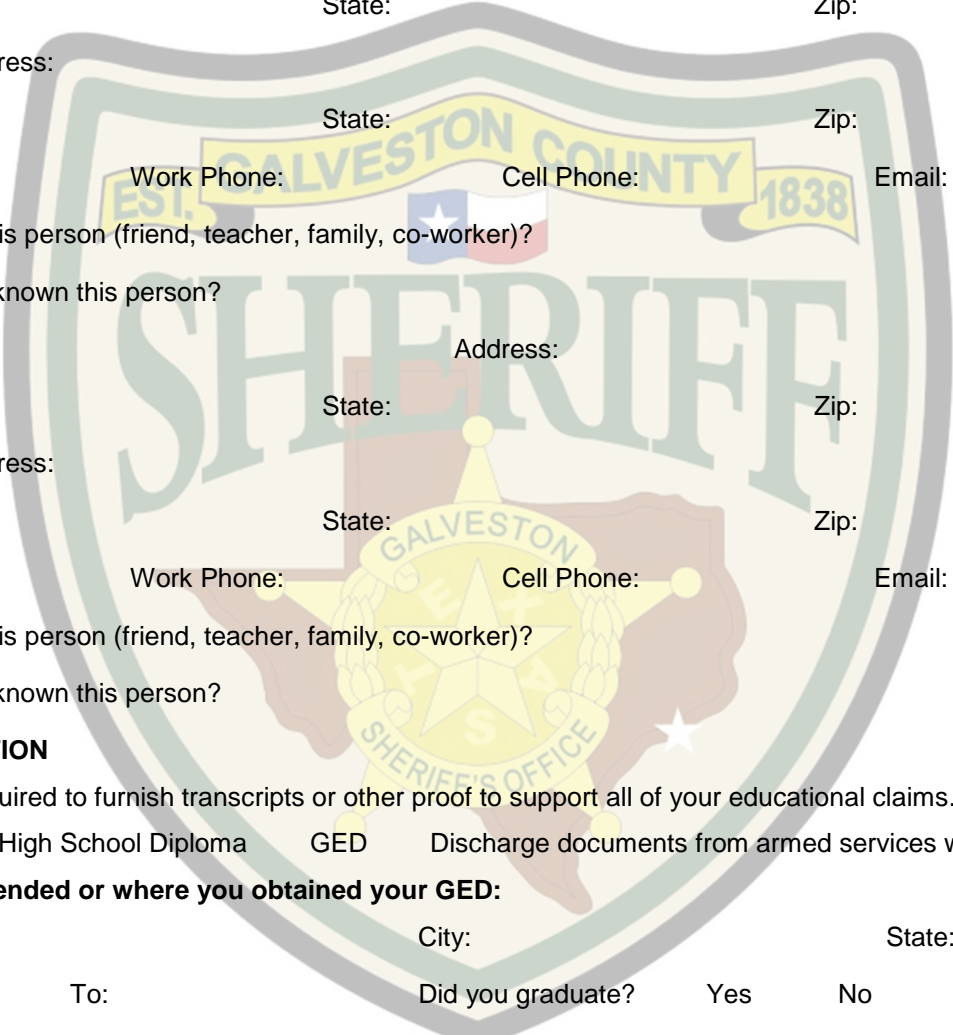 State: Zip:
ress:
State: Zip:
Work Phone: Cell Phone: Email:
is person (friend, teacher, family, co-worker)?
known this person?
Address:
State: Zip:
ress:
State: Zip:
Work Phone: Cell Phone: Email:
is person (friend, teacher, family, co-worker)?
known this person?
TION
uired to furnish transcripts or other proof to support all of your educational claims.
High School Diploma GED Discharge documents from armed services w
ended or where you obtained your GED:
City: State:
To: Did you graduate? Yes No
EST. GALVESTON COUNTY 1838
SHERIFF
GALVESTON
TEXAS
SHERIFF'S OFFICE